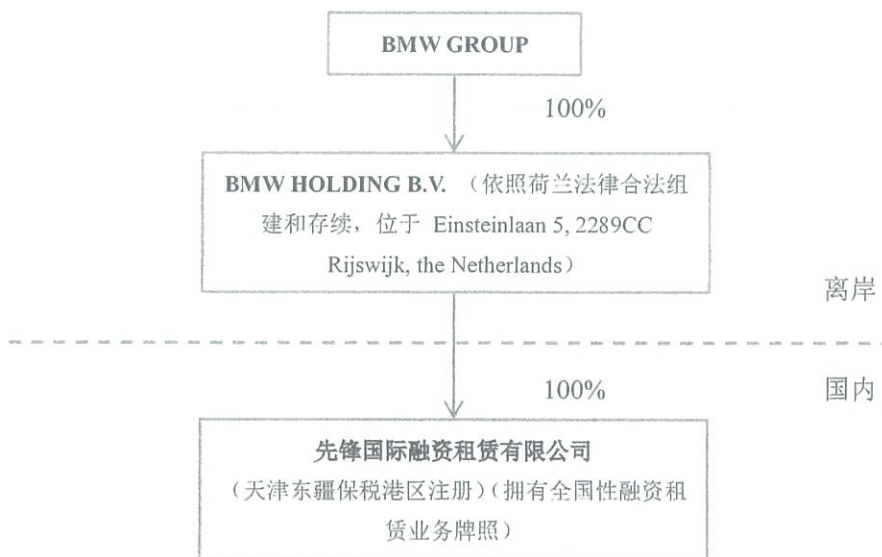 BMW GROUP
100%
BMW HOLDING B.V. （依照荷兰法律合法组
建和存续，位于 Einsteinlaan 5, 2289CC
Rijswijk, the Netherlands）
离岸
100%
国内
先锋国际融资租赁有限公司
（天津东疆保税港区注册）（拥有全国性融资租
赁业务牌照）